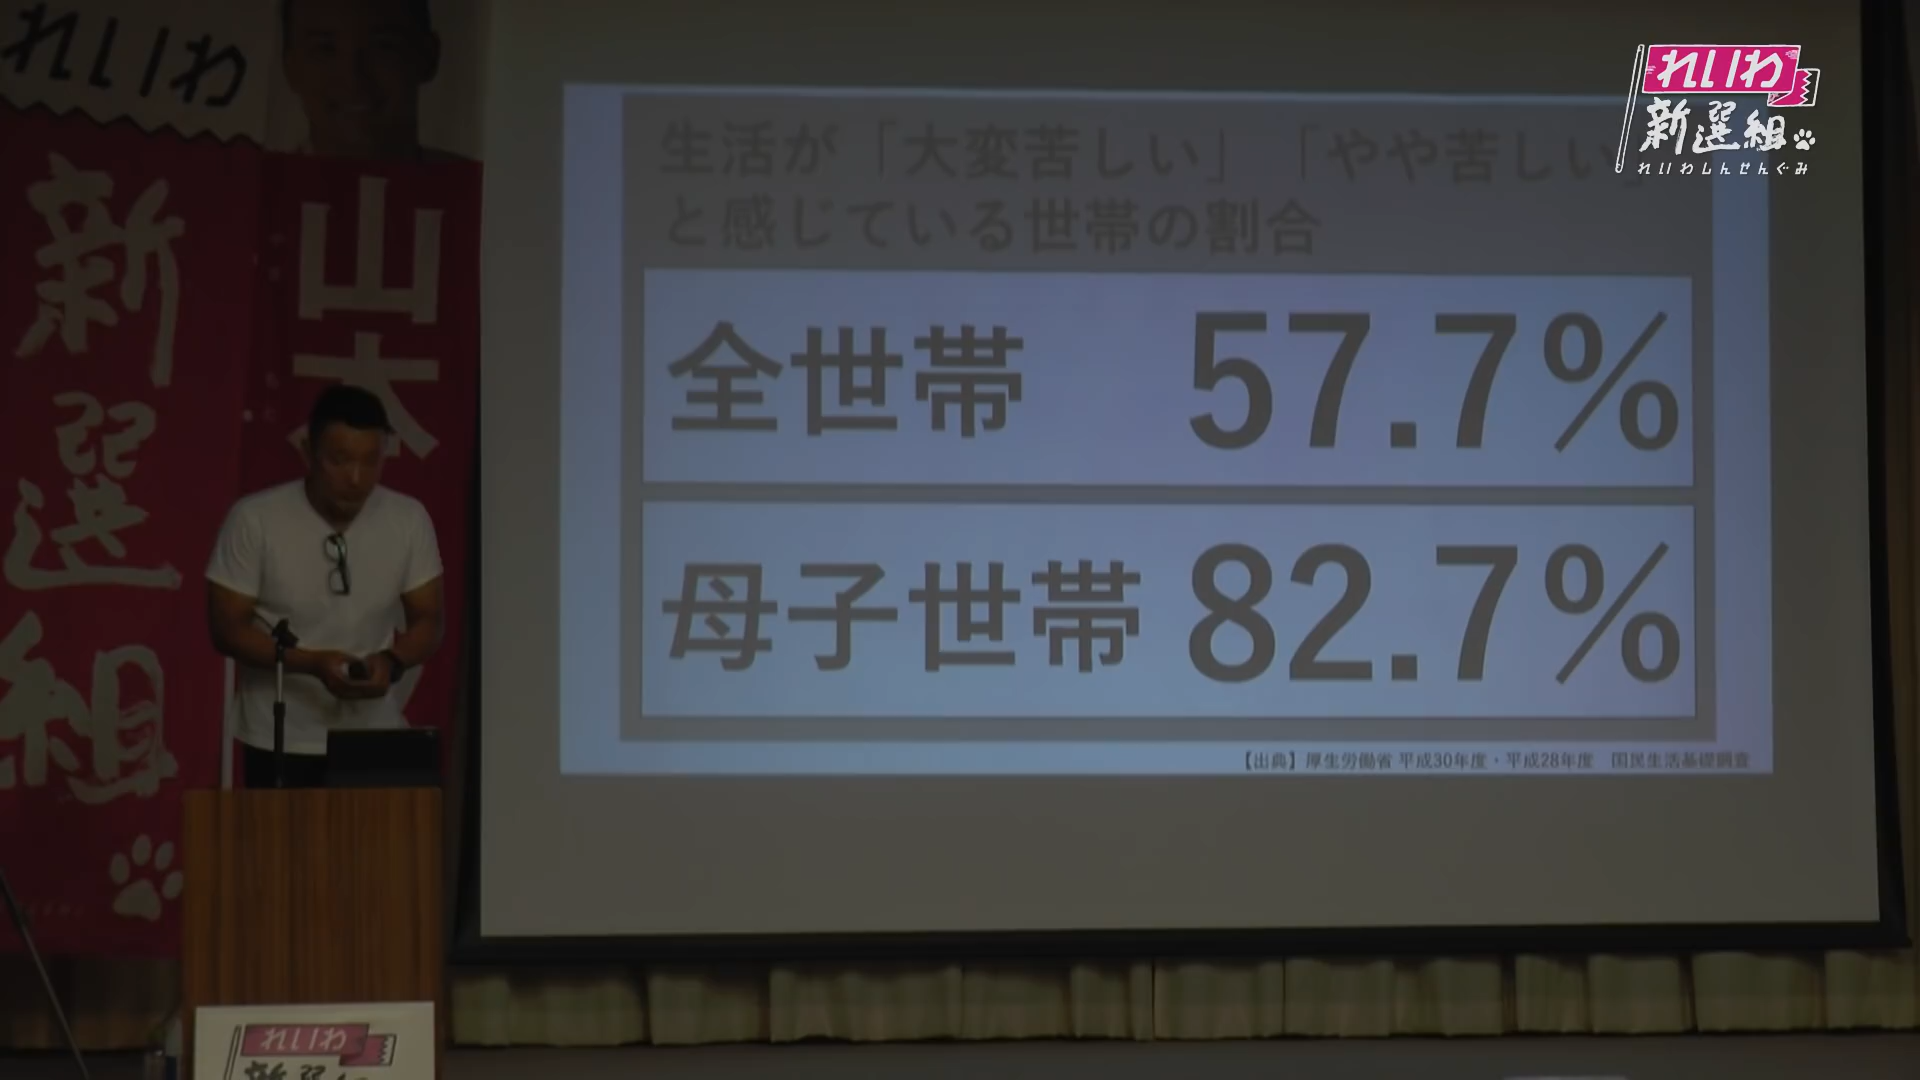 れいわ
新選組
山本
生活が「大変苦しい」「やや苦しい」
と感じている世帯の割合
全世帯 57.7%
母子世帯 82.7%
【出典】厚生労働省 平成30年度・平成28年度 国民生活基礎調査
れいわ
新選組
れいわしんせんぐみ
れいわ
新選組